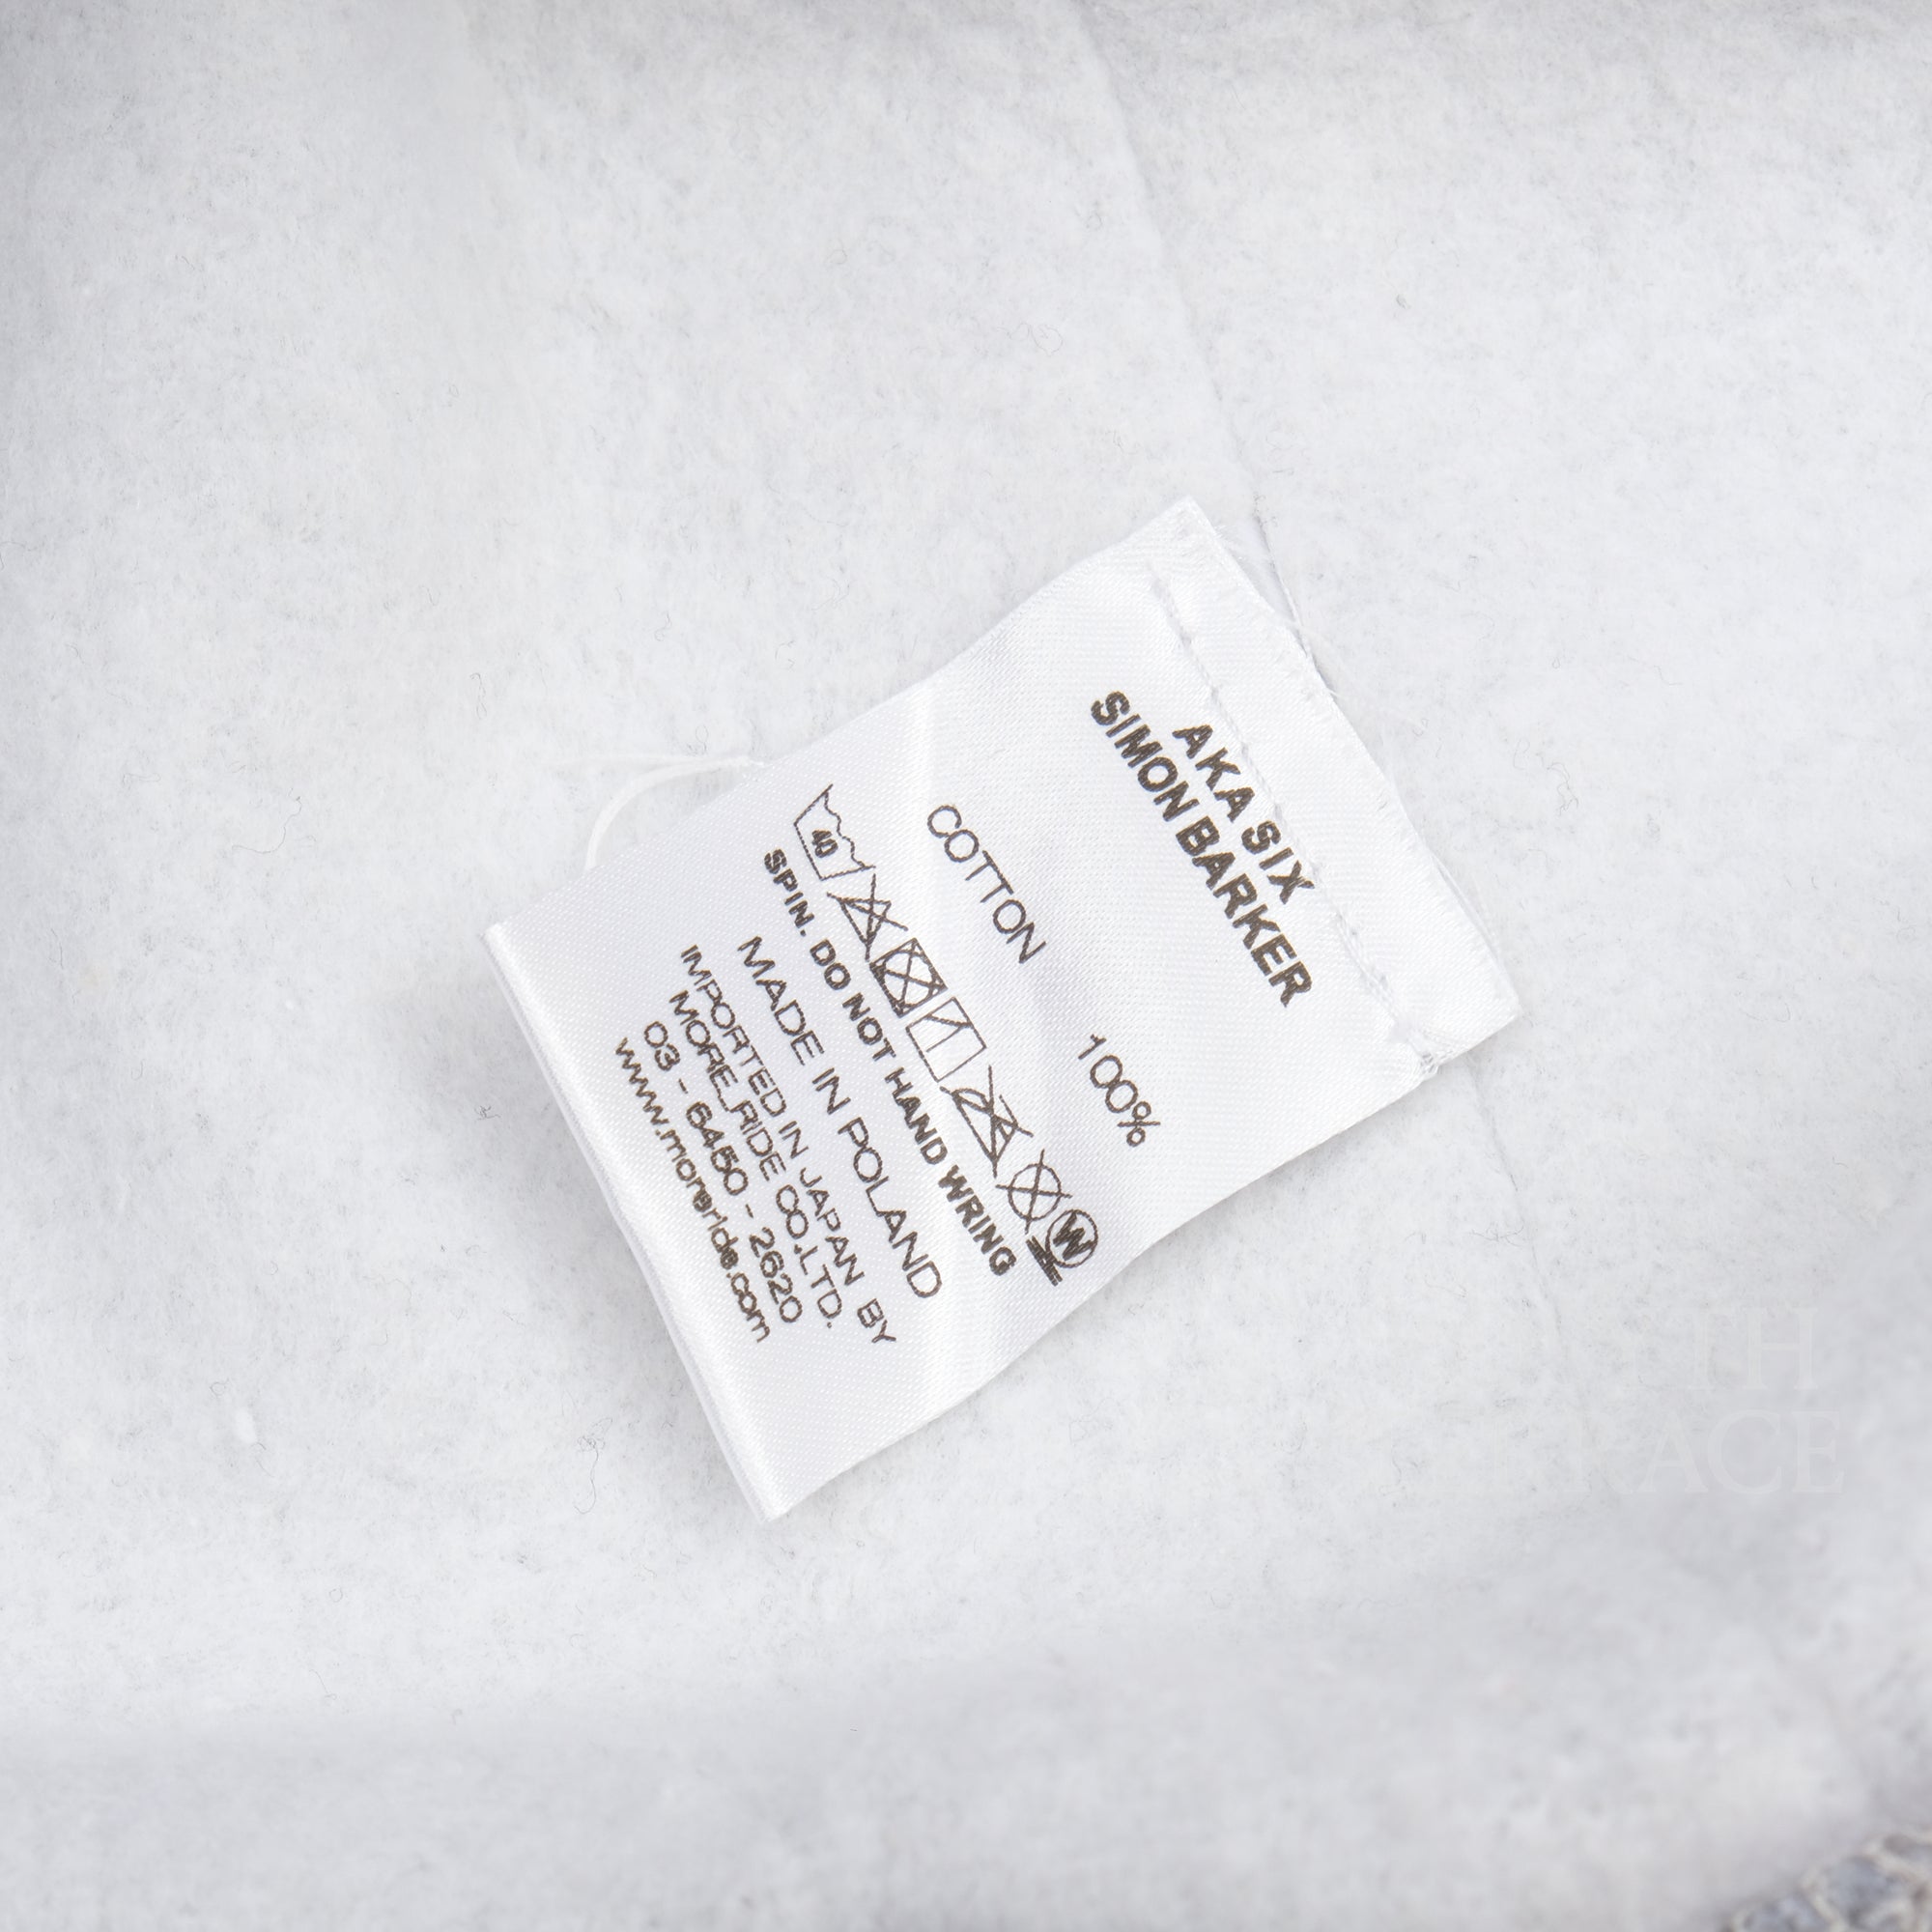 AKA SIX
SIMON BARKER
COTTON 100%
40 W
SPIN. DO NOT HAND WRING
MADE IN POLAND
IMPORTED IN JAPAN BY
MORE_RIDE CO.,LTD.
03 - 6450 - 2620
www.moreride.com